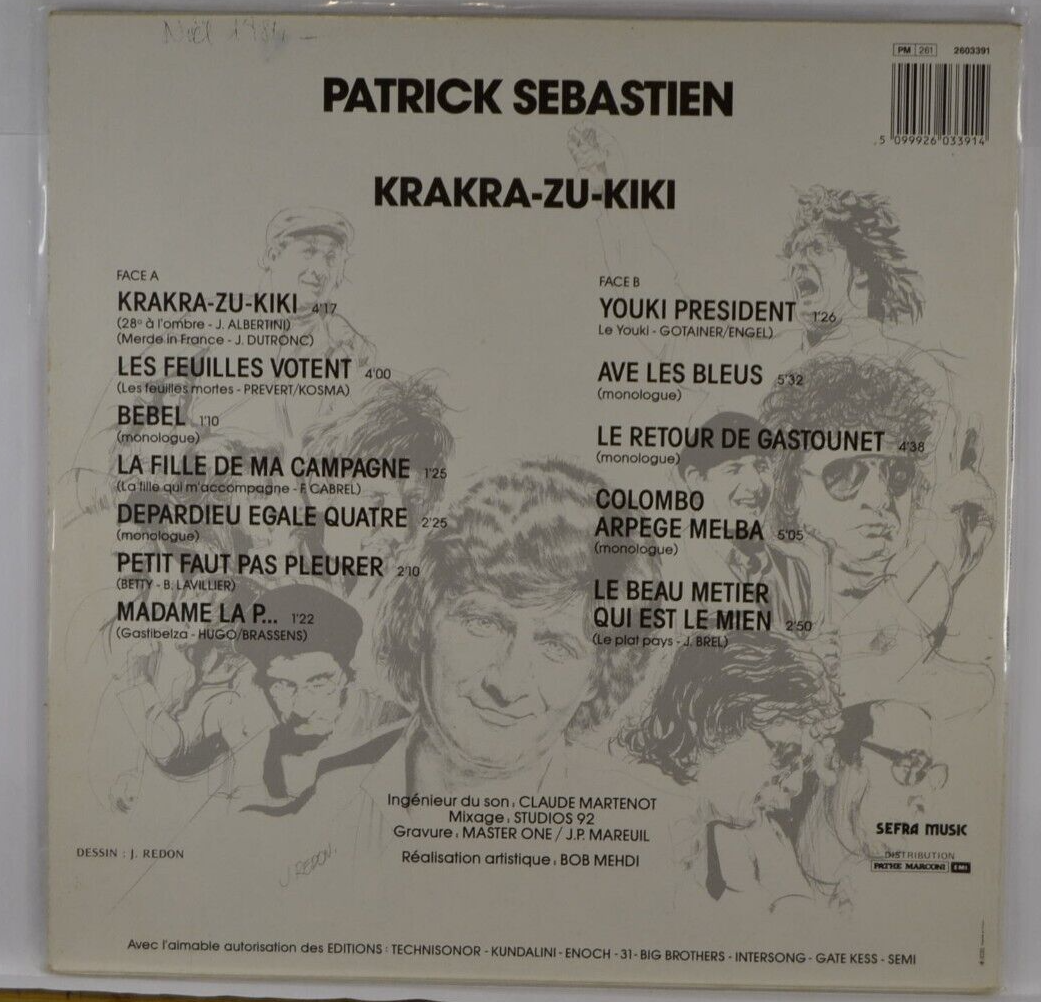 Noël 1984 -
PM 261 2603391
5 099926 033914
PATRICK SEBASTIEN
KRAKRA-ZU-KIKI
FACE A
KRAKRA-ZU-KIKI 4'17
(28° à l'ombre - J. ALBERTINI)
(Merde in France - J. DUTRONC)
LES FEUILLES VOTENT 4'00
(Les feuilles mortes - PREVERT/KOSMA)
BEBEL 1'10
(monologue)
LA FILLE DE MA CAMPAGNE 1'25
(La fille qui m'accompagne - F. CABREL)
DEPARDIEU EGALE QUATRE 2'25
(monologue)
PETIT FAUT PAS PLEURER 2'10
(BETTY - B. LAVILLIER)
MADAME LA P... 1'22
(Gastibelza - HUGO/BRASSENS)
FACE B
YOUKI PRESIDENT 1'26
Le Youki - GOTAINER/ENGEL)
AVE LES BLEUS 5'32
(monologue)
LE RETOUR DE GASTOUNET 4'38
(monologue)
COLOMBO
ARPEGE MELBA 5'05
(monologue)
LE BEAU METIER
QUI EST LE MIEN 2'50
(Le plat pays - J. BREL)
Ingénieur du son : CLAUDE MARTENOT
Mixage : STUDIOS 92
Gravure : MASTER ONE / J.P. MAREUIL
Réalisation artistique : BOB MEHDI
DESSIN : J. REDON
J. REDON.
SEFRA MUSIC
DISTRIBUTION
PATHE MARCONI EMI
Avec l'aimable autorisation des EDITIONS : TECHNISONOR - KUNDALINI - ENOCH - 31 - BIG BROTHERS - INTERSONG - GATE KESS - SEMI